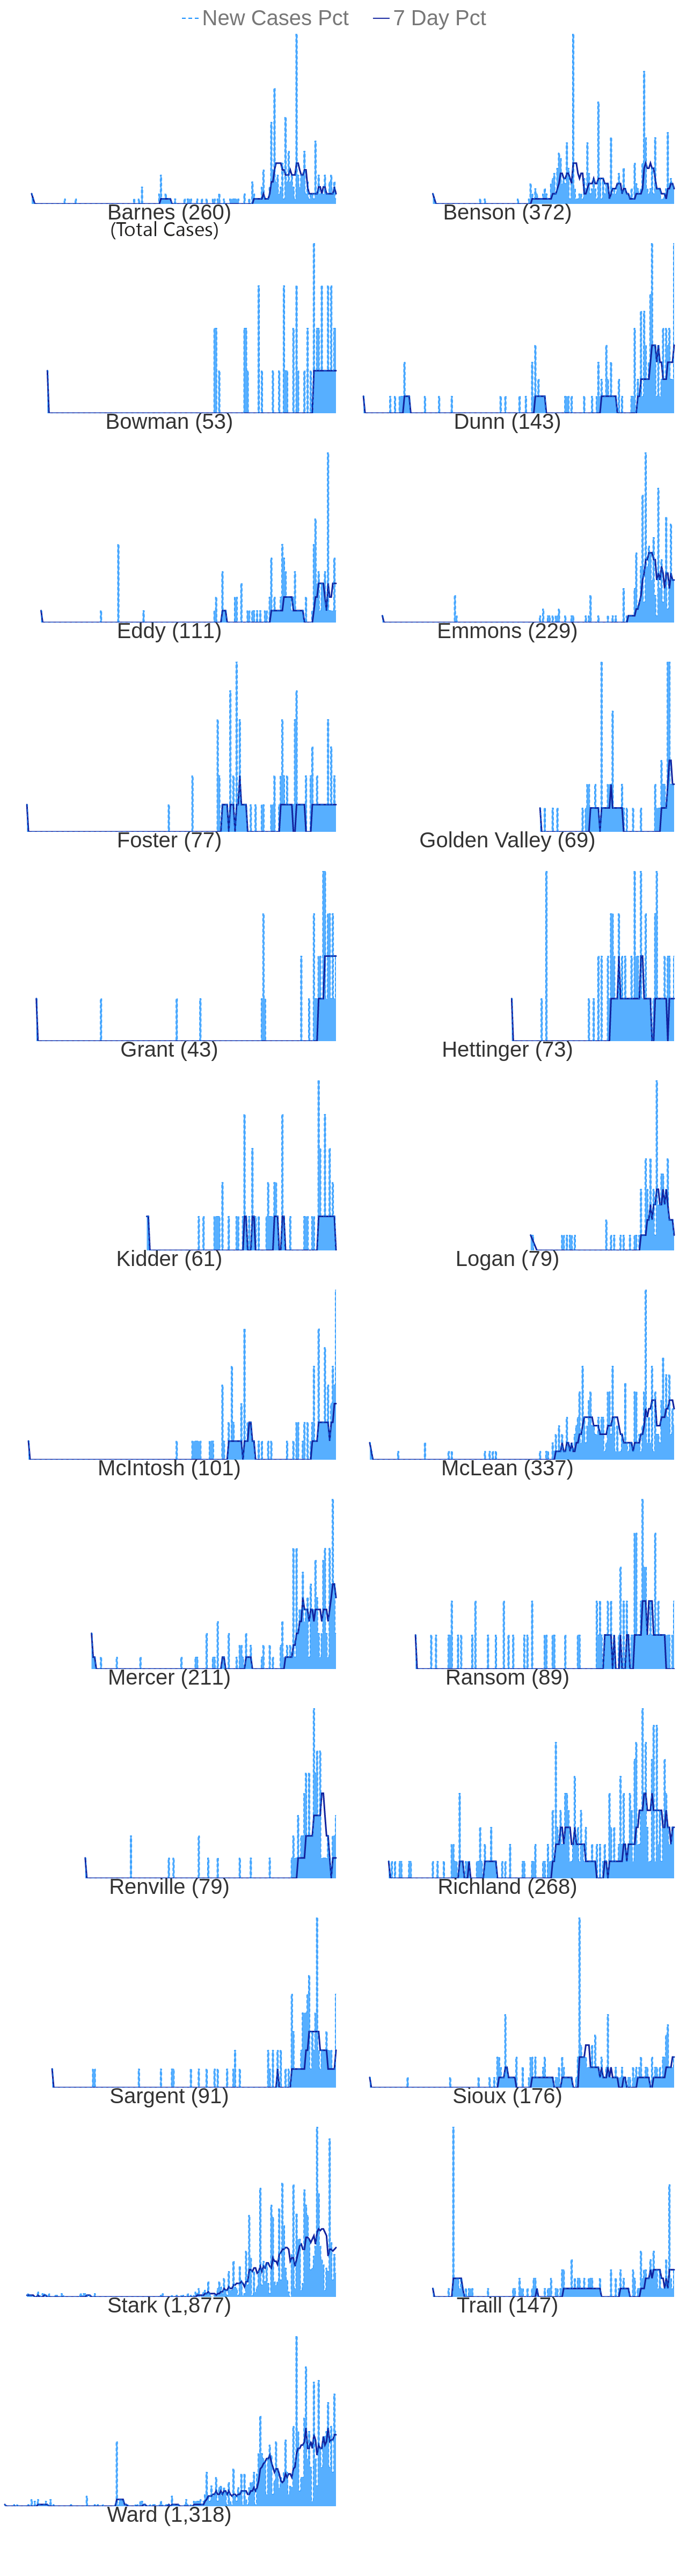 New Cases Pct 7 Day Pct
Barnes (260) Benson (372)
(Total Cases)
Bowman (53) Dunn (143)
Eddy (111) Emmons (229)
Foster (77) Golden Valley (69)
Grant (43) Hettinger (73)
Kidder (61) Logan (79)
McIntosh (101) McLean (337)
Mercer (211) Ransom (89)
Renville (79) Richland (268)
Sargent (91) Sioux (176)
Stark (1,877) Traill (147)
Ward (1,318)